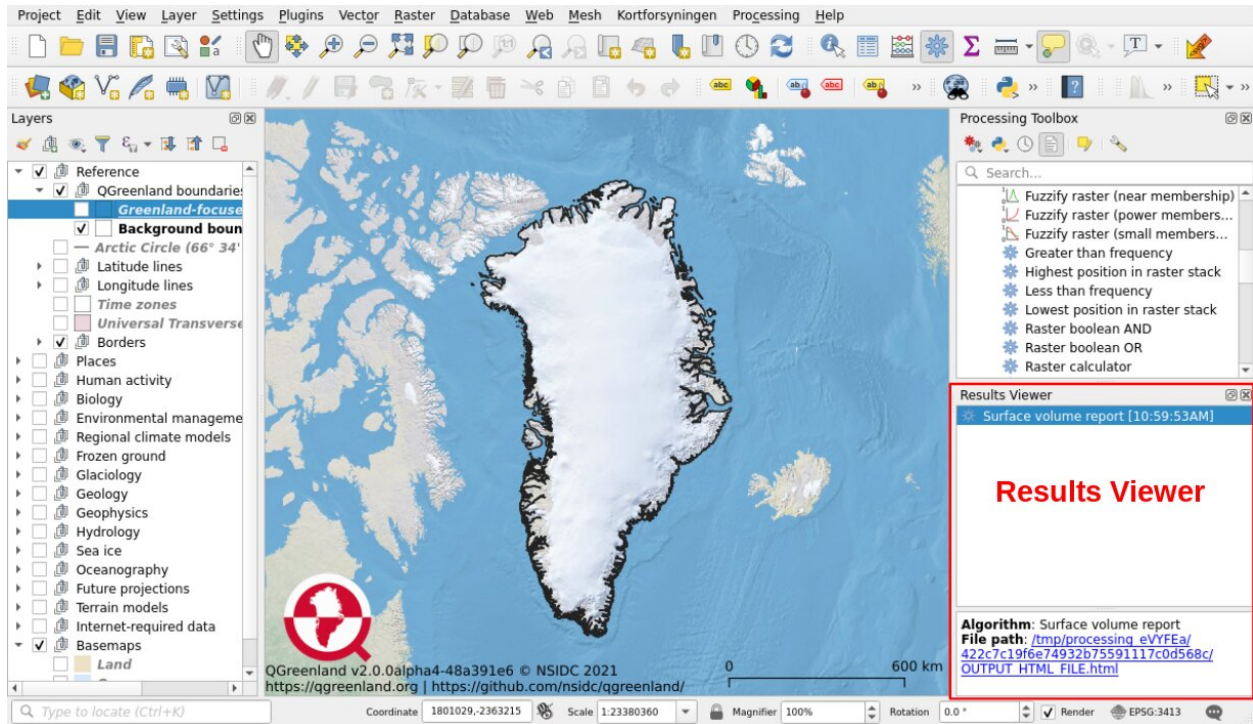 Project Edit View Layer Settings Plugins Vector Raster Database Web Mesh Kortforsyningen Processing Help
Layers
Reference
QGreenland boundaries
Greenland-focuse
Background boun
Arctic Circle (66° 34'
Latitude lines
Longitude lines
Time zones
Universal Transverse
Borders
Places
Human activity
Biology
Environmental manageme
Regional climate models
Frozen ground
Glaciology
Geology
Geophysics
Hydrology
Sea ice
Oceanography
Future projections
Terrain models
Internet-required data
Basemaps
Land
QGreenland v2.0.0alpha4-48a391e6 © NSIDC 2021
https://qgreenland.org | https://github.com/nsidc/qgreenland/
0 600 km
Processing Toolbox
Search...
Fuzzify raster (near membership)
Fuzzify raster (power members...
Fuzzify raster (small members...
Greater than frequency
Highest position in raster stack
Less than frequency
Lowest position in raster stack
Raster boolean AND
Raster boolean OR
Raster calculator
Results Viewer
Surface volume report [10:59:53AM]
Results Viewer
Algorithm: Surface volume report
File path: /tmp/processing_eVYFEa/
422c7c19f6e74932b75591117c0d568c/
OUTPUT_HTML_FILE.html
Type to locate (Ctrl+K) Coordinate 1801029,-2363215 Scale 1:23380360 Magnifier 100% Rotation 0.0 ° Render EPSG:3413